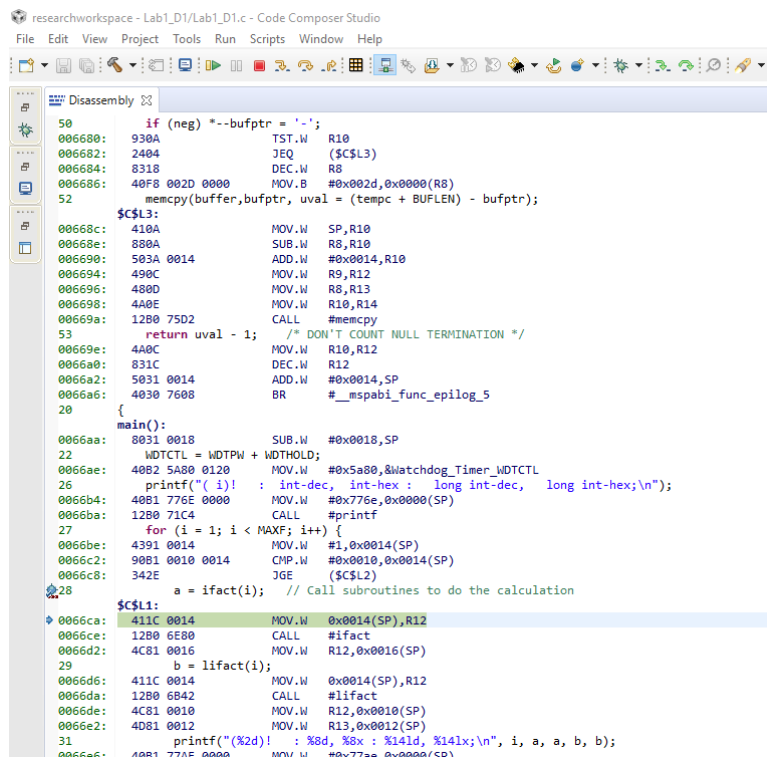 researchworkspace - Lab1_D1/Lab1_D1.c - Code Composer Studio
File Edit View Project Tools Run Scripts Window Help
Disassembly
50 if (neg) *--bufptr = '-';
006680: 930A TST.W R10
006682: 2404 JEQ ($C$L3)
006684: 8318 DEC.W R8
006686: 40F8 002D 0000 MOV.B #0x002d,0x0000(R8)
52 memcpy(buffer,bufptr, uval = (tempc + BUFLEN) - bufptr);
$C$L3:
00668c: 410A MOV.W SP,R10
00668e: 880A SUB.W R8,R10
006690: 503A 0014 ADD.W #0x0014,R10
006694: 490C MOV.W R9,R12
006696: 480D MOV.W R8,R13
006698: 4A0E MOV.W R10,R14
00669a: 12B0 75D2 CALL #memcpy
53 return uval - 1; /* DON'T COUNT NULL TERMINATION */
00669e: 4A0C MOV.W R10,R12
0066a0: 831C DEC.W R12
0066a2: 5031 0014 ADD.W #0x0014,SP
0066a6: 4030 7608 BR #__mspabi_func_epilog_5
20 {
main():
0066aa: 8031 0018 SUB.W #0x0018,SP
22 WDTCTL = WDTPW + WDTHOLD;
0066ae: 40B2 5A80 0120 MOV.W #0x5a80,&Watchdog_Timer_WDTCTL
26 printf("( i)! : int-dec, int-hex : long int-dec, long int-hex;\n");
0066b4: 40B1 776E 0000 MOV.W #0x776e,0x0000(SP)
0066ba: 12B0 71C4 CALL #printf
27 for (i = 1; i < MAXF; i++) {
0066be: 4391 0014 MOV.W #1,0x0014(SP)
0066c2: 90B1 0010 0014 CMP.W #0x0010,0x0014(SP)
0066c8: 342E JGE ($C$L2)
28 a = ifact(i); // Call subroutines to do the calculation
$C$L1:
0066ca: 411C 0014 MOV.W 0x0014(SP),R12
0066ce: 12B0 6E80 CALL #ifact
0066d2: 4C81 0016 MOV.W R12,0x0016(SP)
29 b = lifact(i);
0066d6: 411C 0014 MOV.W 0x0014(SP),R12
0066da: 12B0 6B42 CALL #lifact
0066de: 4C81 0010 MOV.W R12,0x0010(SP)
0066e2: 4D81 0012 MOV.W R13,0x0012(SP)
31 printf("(%2d)! : %8d, %8x : %14ld, %14lx;\n", i, a, a, b, b);
0066e6: 40B1 77AE 0000 MOV.W #0x77ae,0x0000(SP)